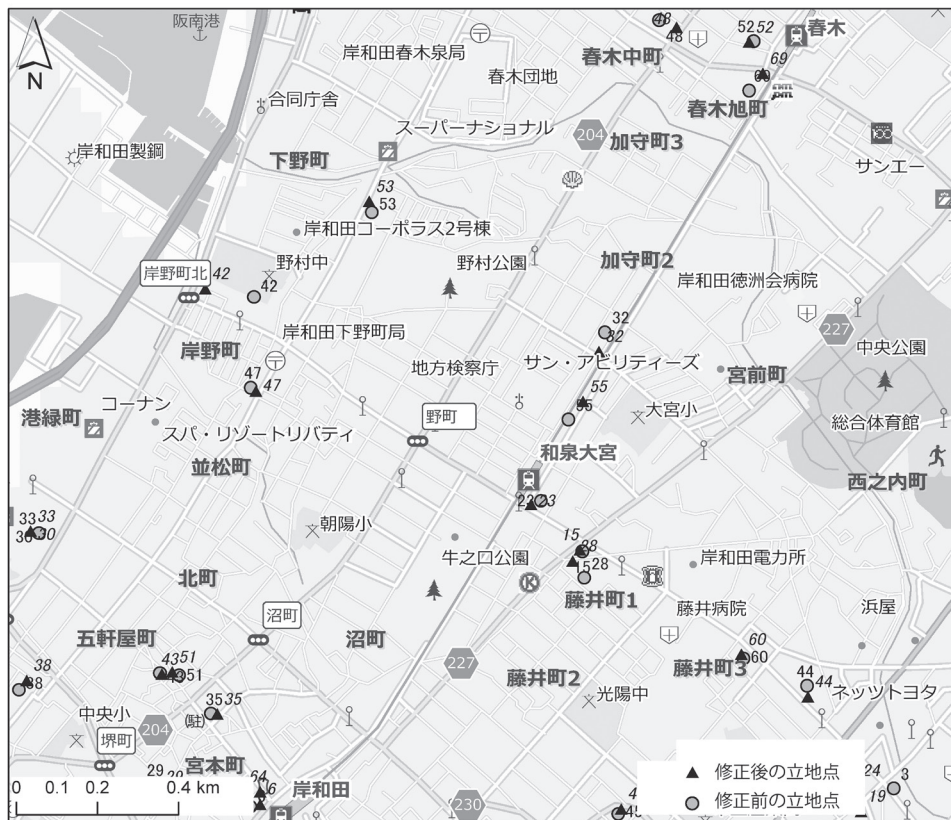 阪南港
48
48
52 52
春木
岸和田春木泉局
春木中町
春木団地
69
合同庁舎
春木旭町
スーパーナショナル
204
加守町3
岸和田製鋼
下野町
サンエー
53
53
岸和田コーポラス2号棟
N
野村中
野村公園
加守町2
岸野町北
42
42
岸和田徳洲会病院
32
32
227
岸野町
岸和田下野町局
中央公園
地方検察庁
サン・アビリティーズ
宮前町
47
47
55
55
港緑町
コーナン
野町
大宮小
総合体育館
スパ・リゾートリバティ
並松町
和泉大宮
西之内町
33 33
30
23
朝陽小
15
28
牛之口公園
岸和田電力所
15 28
K
北町
藤井町1
藤井病院
浜屋
沼町
五軒屋町
沼町
227
藤井町3
60
60
38
38
43 51
51
藤井町2
44
44
ネッツトヨタ
光陽中
中央小
35 35
(駐)
204
堺町
宮本町
29
64
岸和田
修正後の立地点
24
3
0 0.1 0.2 0.4 km
230
修正前の立地点
19